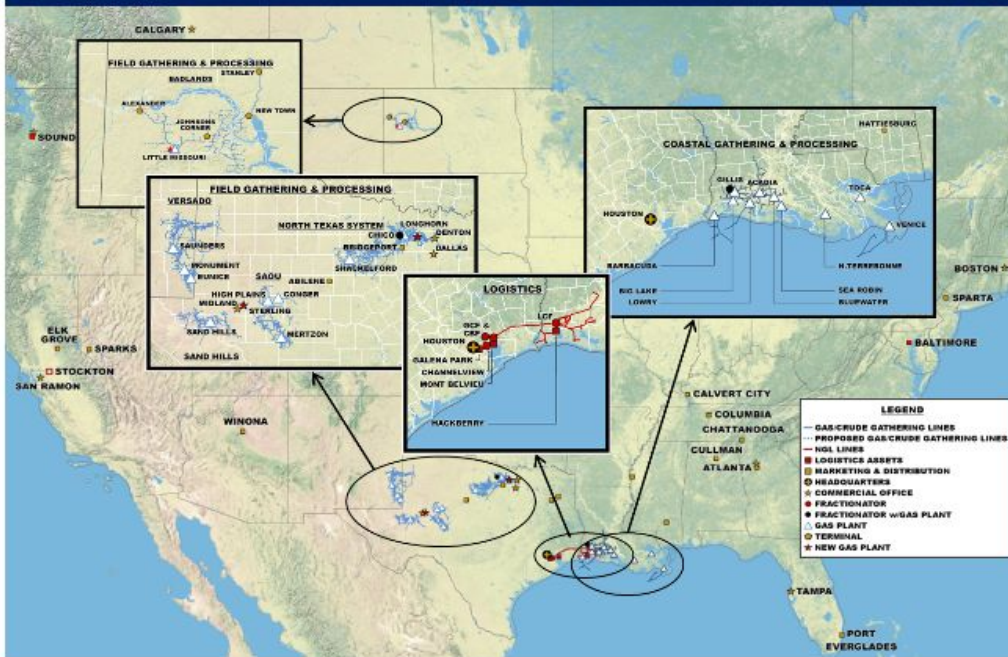 CALGARY
FIELD GATHERING & PROCESSING
BADLANDS
STANLEY
ALEXANDER
NEW TOWN
JOHNSONS
CORNER
LITTLE MISSOURI
SOUND
FIELD GATHERING & PROCESSING
VERSADO
NORTH TEXAS SYSTEM
LONGHORN
CHICO
DENTON
BRIDGEPORT
DALLAS
SAUNDERS
SHACKELFORD
MONUMENT
EUNICE
SAOU
ABILENE
HIGH PLAINS
CONGER
MIDLAND
STERLING
SAND HILLS
MERTZON
SAND HILLS
COASTAL GATHERING & PROCESSING
HATTIESBURG
GILLIS
ACADIA
TOCA
HOUSTON
VENICE
BARRACUDA
N.TERREBONNE
BIG LAKE
SEA ROBIN
LOWRY
BLUEWATER
LOGISTICS
LCF
GCF &
CBF
HOUSTON
GALENA PARK
CHANNELVIEW
MONT BELVIEU
HACKBERRY
BOSTON
SPARTA
BALTIMORE
ELK
GROVE
SPARKS
STOCKTON
SAN RAMON
WINONA
CALVERT CITY
COLUMBIA
CHATTANOOGA
CULLMAN
ATLANTA
TAMPA
PORT
EVERGLADES
LEGEND
GAS/CRUDE GATHERING LINES
PROPOSED GAS/CRUDE GATHERING LINES
NGL LINES
LOGISTICS ASSETS
MARKETING & DISTRIBUTION
HEADQUARTERS
COMMERCIAL OFFICE
FRACTIONATOR
FRACTIONATOR w/GAS PLANT
GAS PLANT
TERMINAL
NEW GAS PLANT